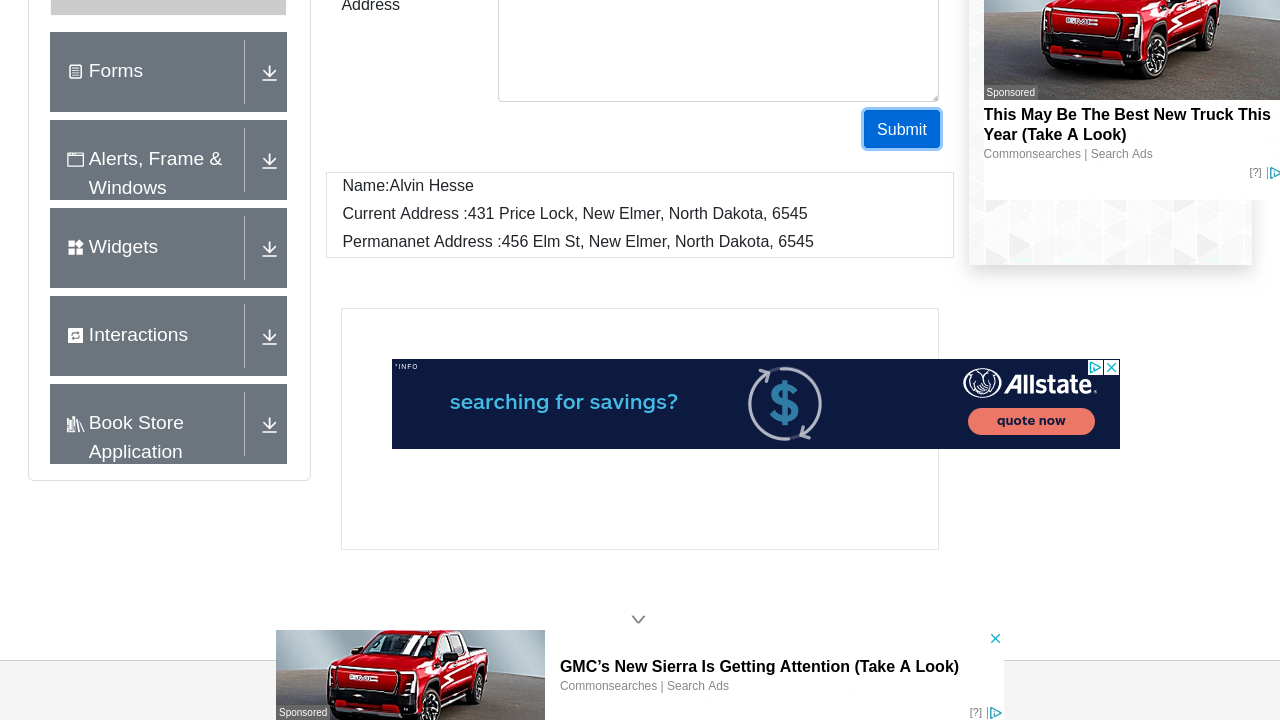 Address
Forms
Alerts, Frame &
Windows
Widgets
Interactions
Book Store
Application
Submit
Name:Alvin Hesse
Current Address :431 Price Lock, New Elmer, North Dakota, 6545
Permananet Address :456 Elm St, New Elmer, North Dakota, 6545
GMC
Sponsored
This May Be The Best New Truck This
Year (Take A Look)
Commonsearches | Search Ads
[?]
*INFO
searching for savings?
$
Allstate
quote now
GMC
Sponsored
GMC’s New Sierra Is Getting Attention (Take A Look)
Commonsearches | Search Ads
[?]